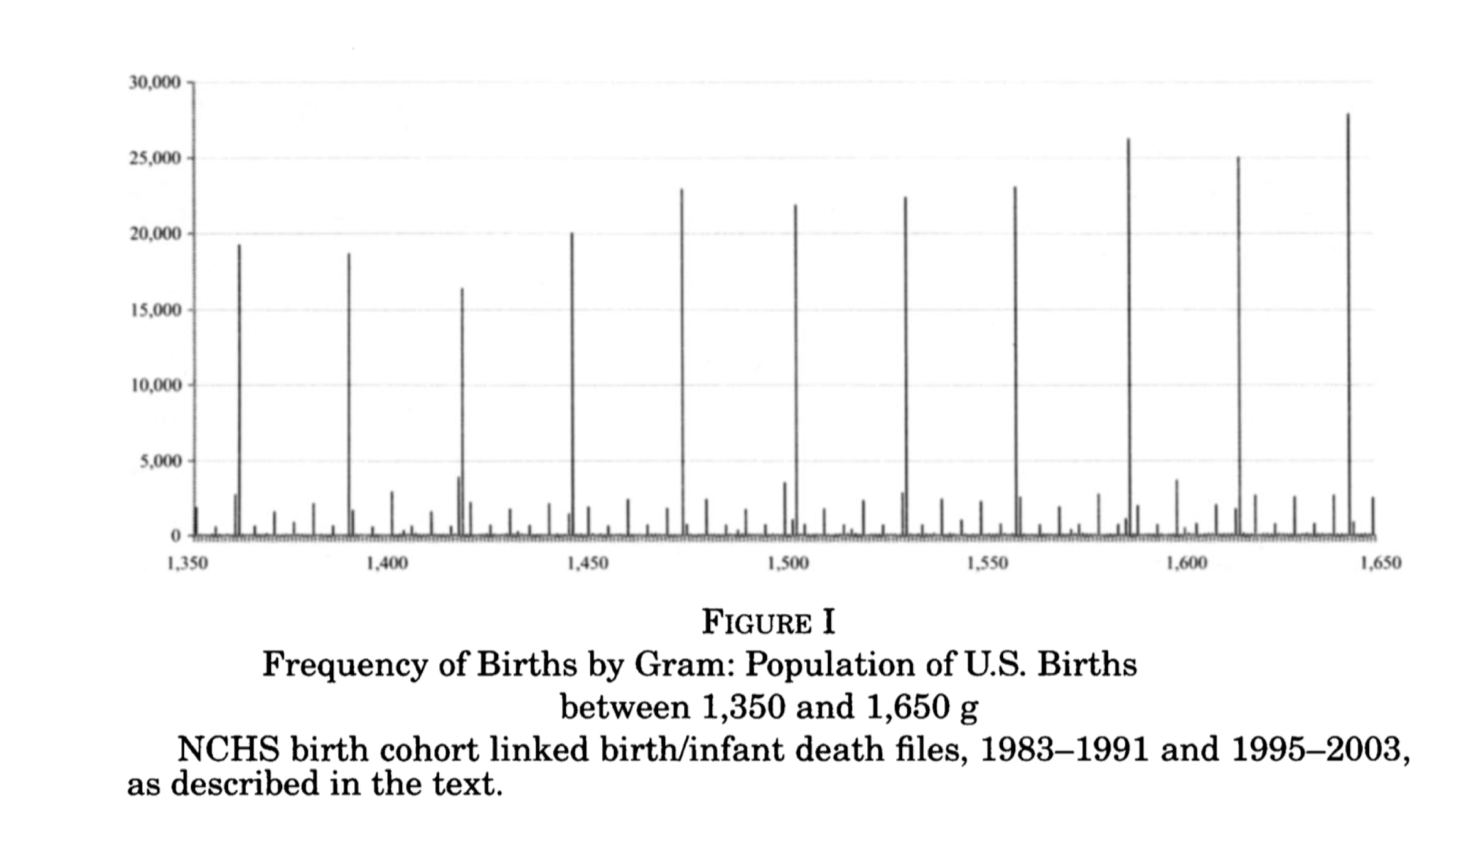 30,000
25,000
20,000
15,000
10,000
5,000
0
1,350 1,400 1,450 1,500 1,550 1,600 1,650
FIGURE I
Frequency of Births by Gram: Population of U.S. Births
between 1,350 and 1,650 g
NCHS birth cohort linked birth/infant death files, 1983–1991 and 1995–2003,
as described in the text.